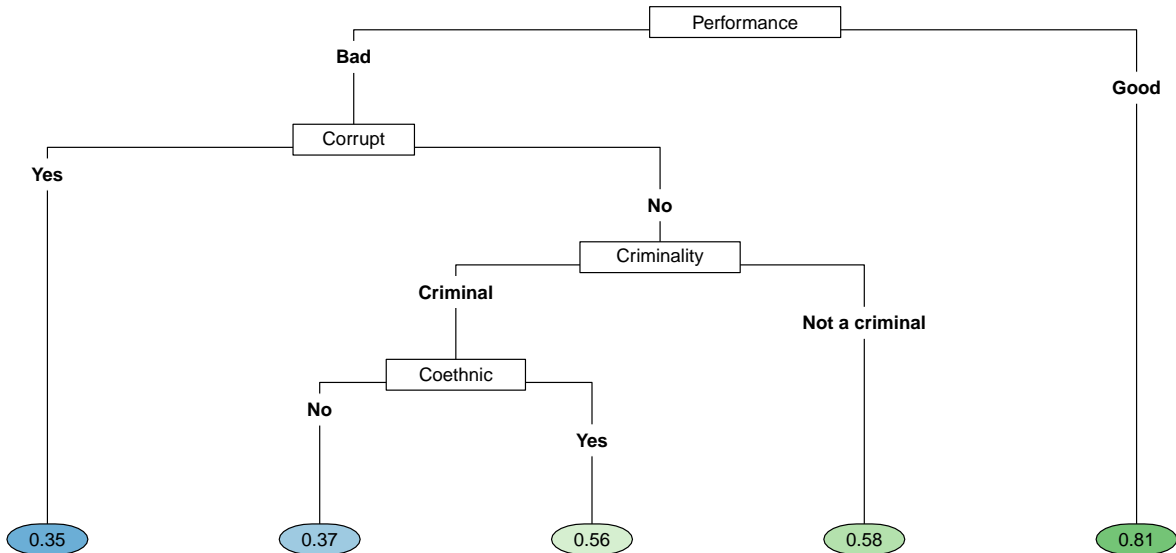 Performance
Bad
Good
Corrupt
Yes
No
Criminality
Criminal
Not a criminal
Coethnic
No
Yes
0.35
0.37
0.56
0.58
0.81